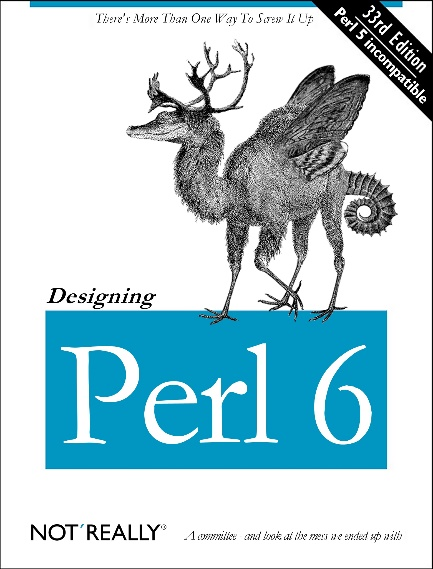 There's More Than One Way To Screw It Up
33rd Edition
Perl 5 incompatible
Designing
Perl 6
NOT'REALLY®
A committee and look at the mess we ended up with